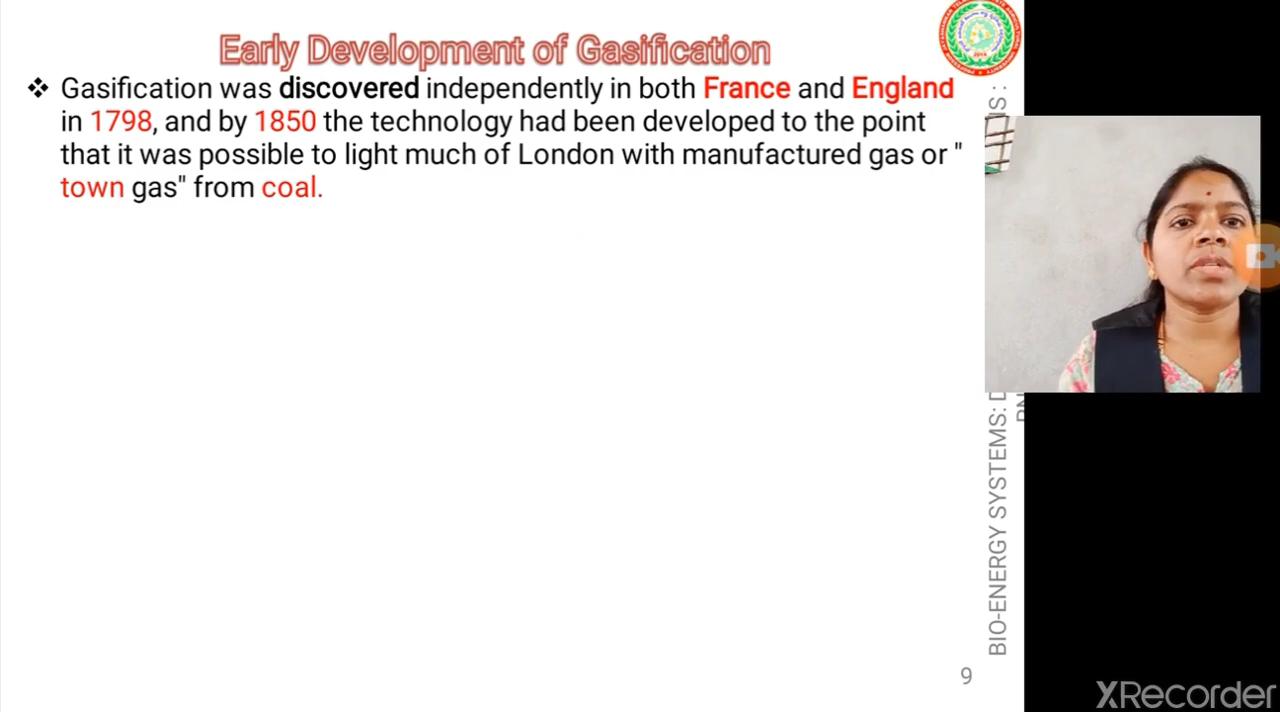 Early Development of Gasification
❖ Gasification was discovered independently in both France and England
in 1798, and by 1850 the technology had been developed to the point
that it was possible to light much of London with manufactured gas or "
town gas" from coal.
BIO-ENERGY SYSTEMS: D
NS :
9
XRecorder